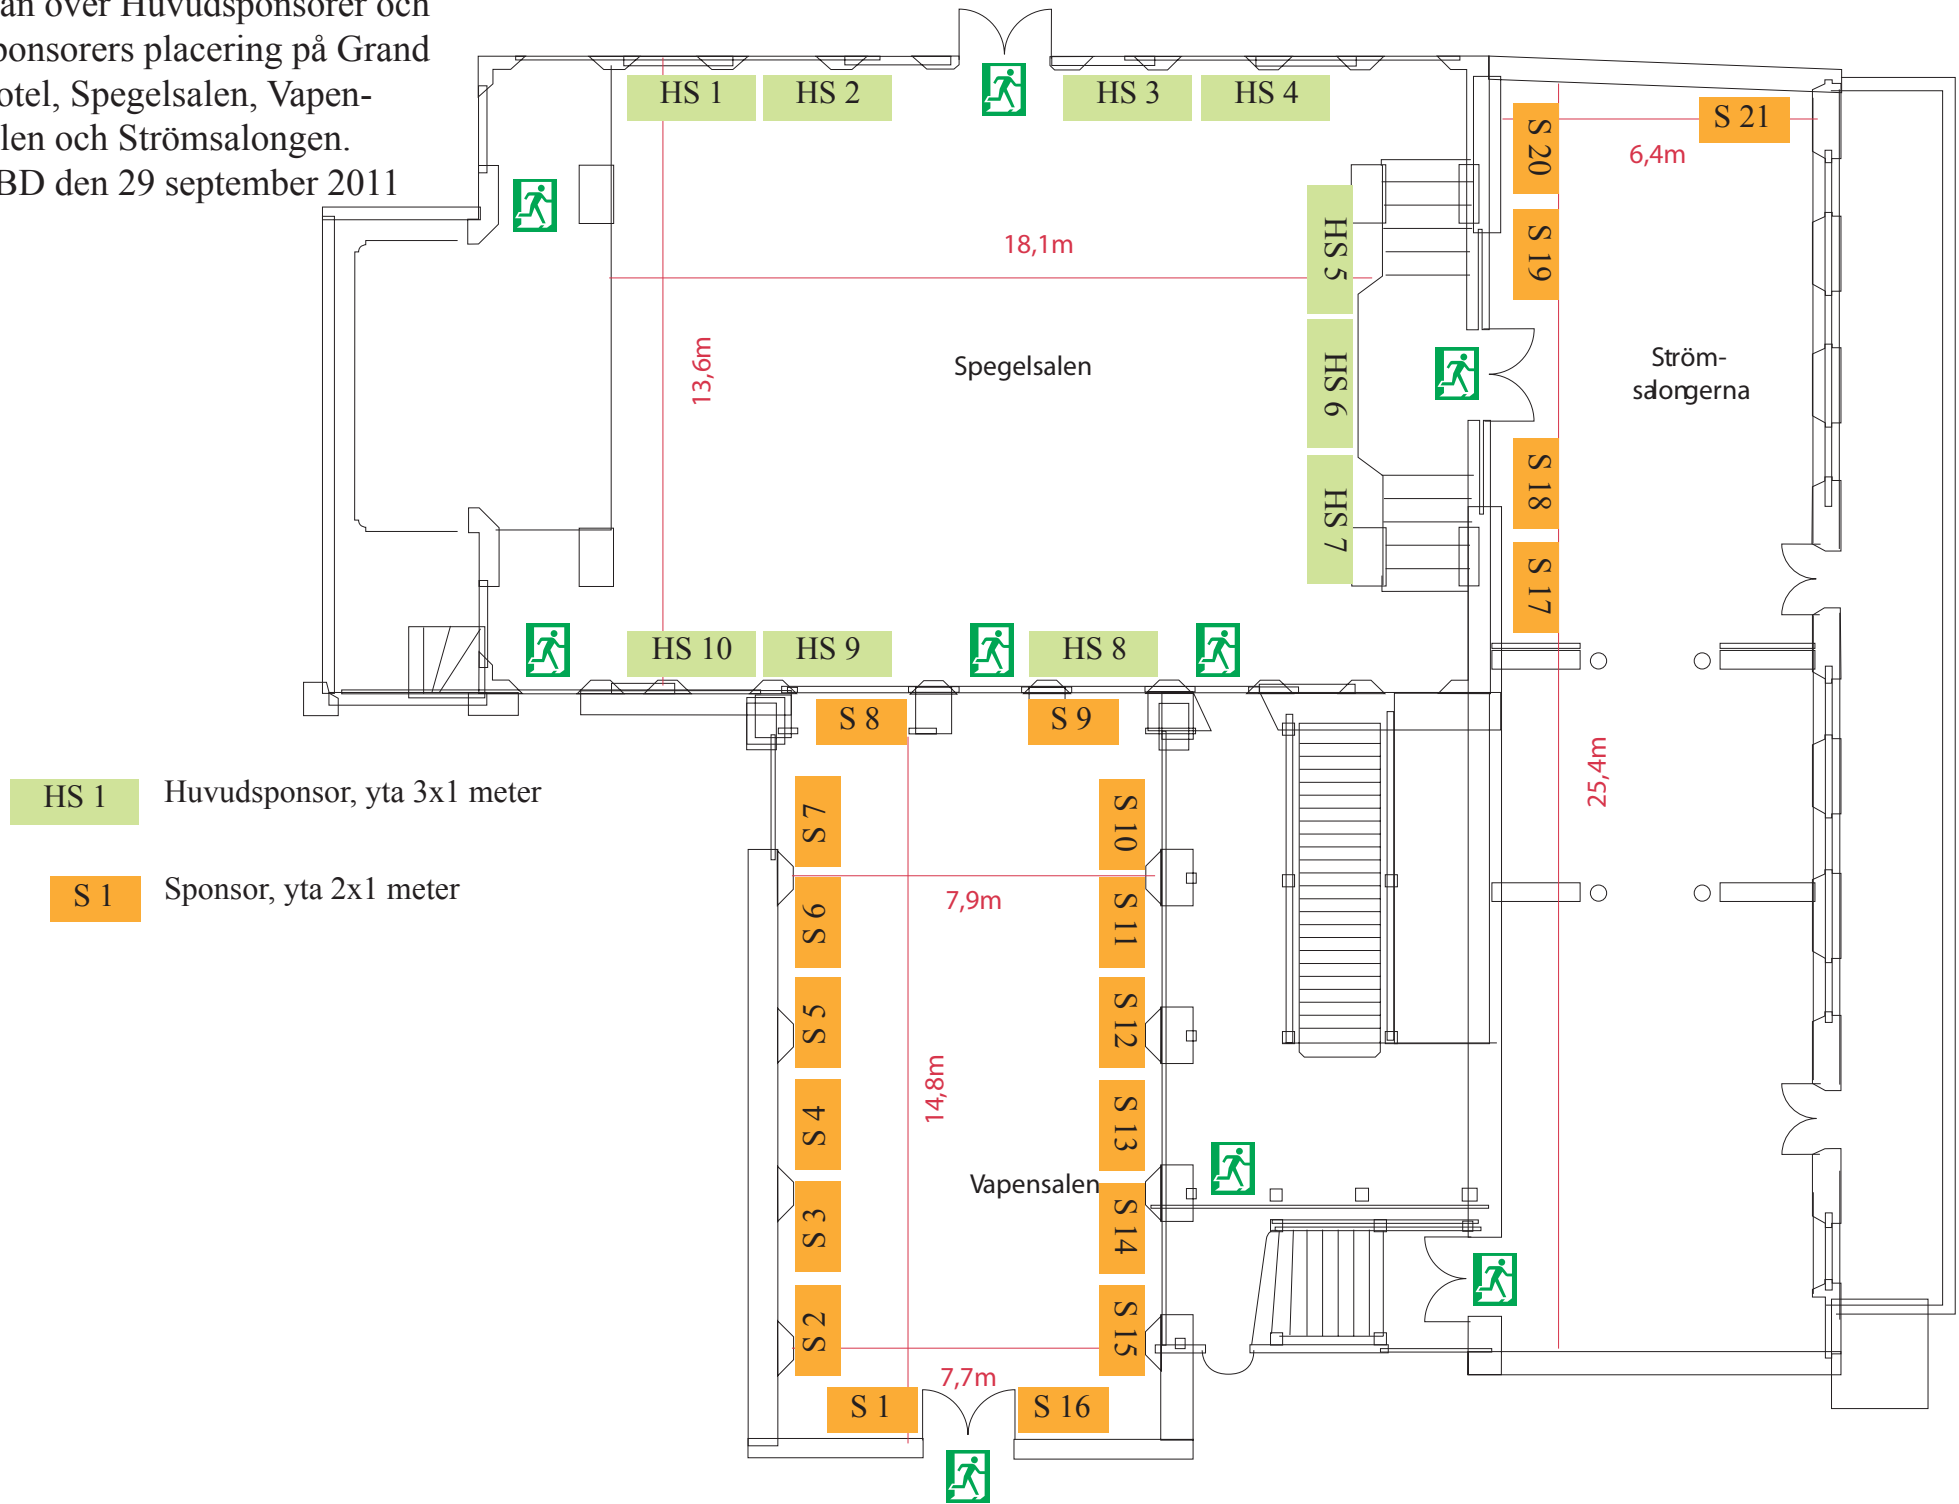 an över Huvudsponsorer och
ponsorers placering på Grand
otel, Spegelsalen, Vapen-
len och Strömsalongen.
BD den 29 september 2011
HS 1
HS 2
HS 3
HS 4
S 20
S 21
6,4m
HS 5
S 19
18,1m
13,6m
Spegelsalen
HS 6
Ström-
salongerna
HS 7
S 18
S 17
HS 10
HS 9
HS 8
S 8
S 9
25,4m
HS 1
Huvudsponsor, yta 3x1 meter
S 1
Sponsor, yta 2x1 meter
S 7
S 10
7,9m
S 6
S 11
S 5
S 12
14,8m
S 4
S 13
Vapensalen
S 3
S 14
S 2
S 15
7,7m
S 1
S 16